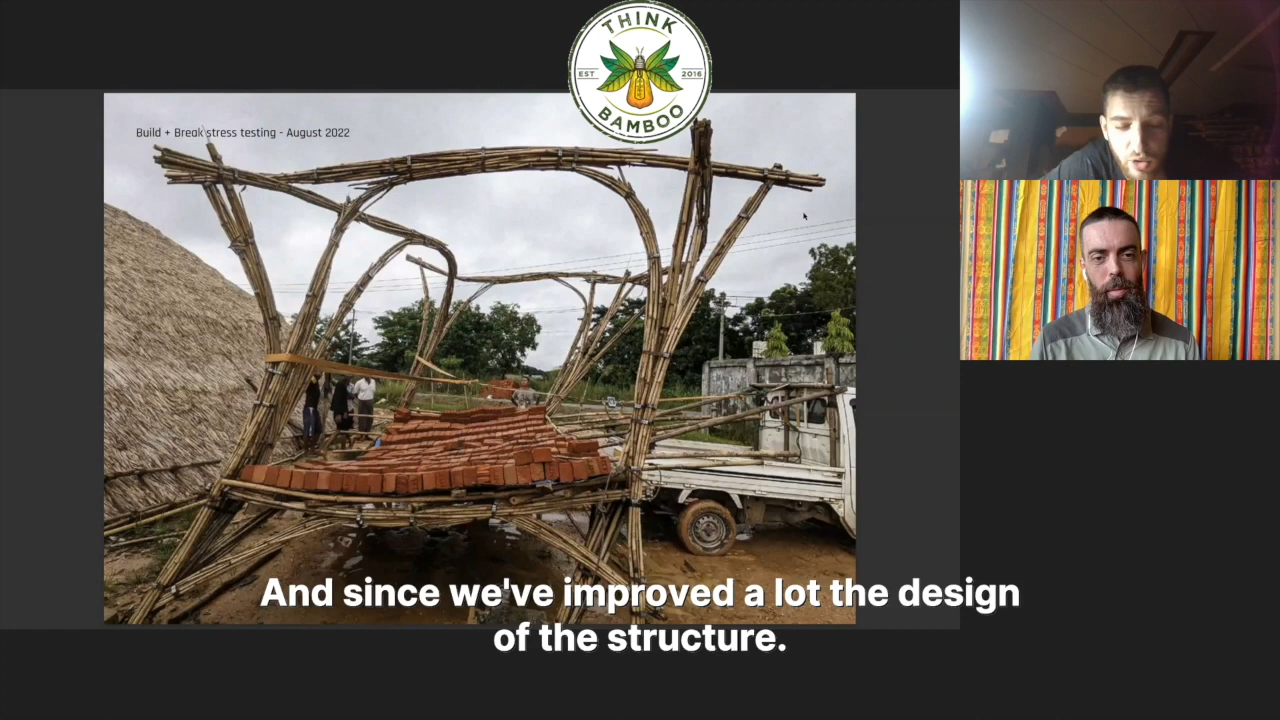 THINK
EST
2016
BAMBOO
Build + Break stress testing - August 2022
And since we've improved a lot the design
of the structure.